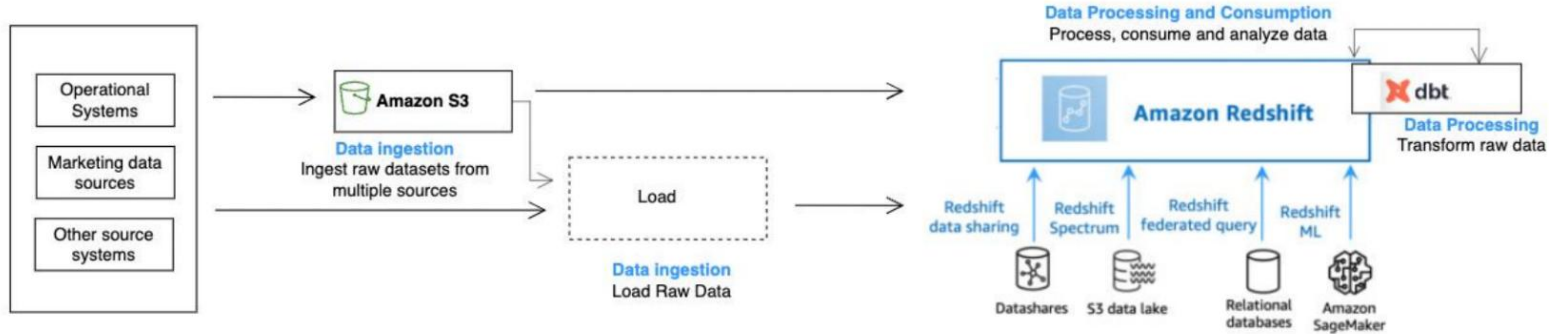 Operational
Systems
Marketing data
sources
Other source
systems
Amazon S3
Data ingestion
Ingest raw datasets from
multiple sources
Load
Data ingestion
Load Raw Data
Data Processing and Consumption
Process, consume and analyze data
Amazon Redshift
dbt
Data Processing
Transform raw data
Redshift
data sharing
Redshift
Spectrum
Redshift
federated query
Redshift
ML
Datashares
S3 data lake
Relational
databases
Amazon
SageMaker